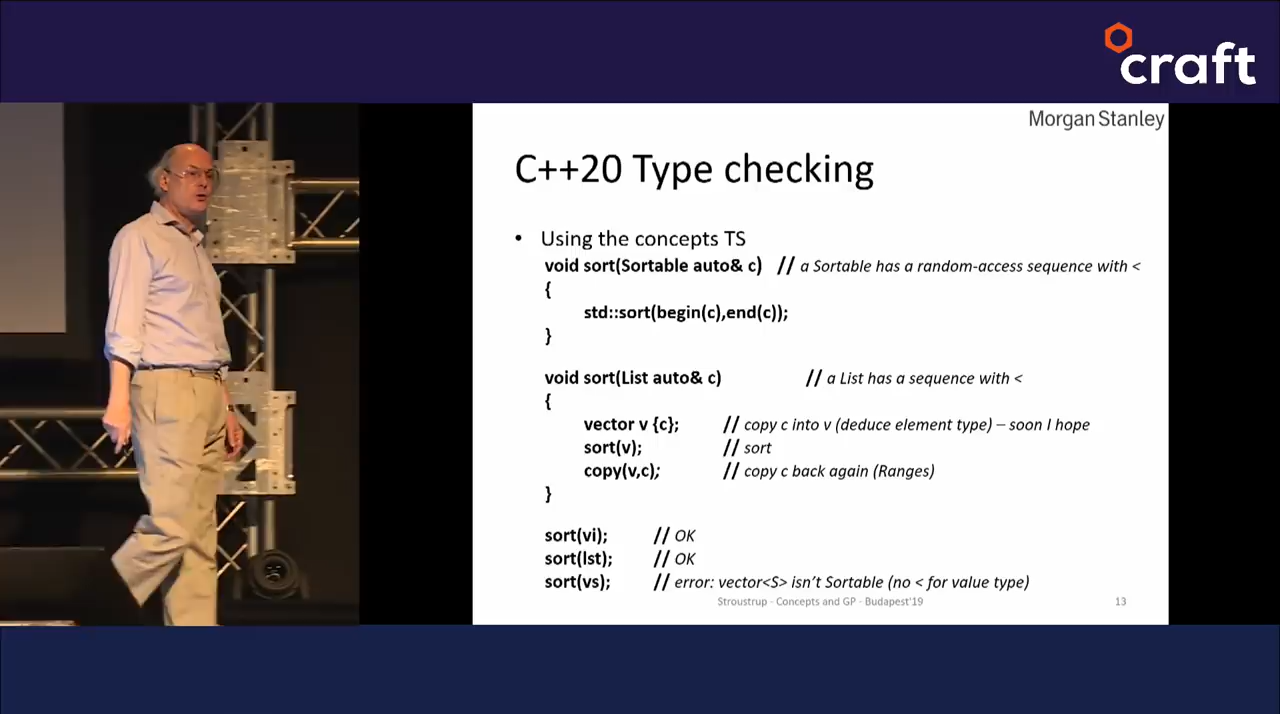 craft
Morgan Stanley
C++20 Type checking
• Using the concepts TS
void sort(Sortable auto& c) // a Sortable has a random-access sequence with <
{
std::sort(begin(c),end(c));
}
void sort(List auto& c) // a List has a sequence with <
{
vector v {c}; // copy c into v (deduce element type) – soon I hope
sort(v); // sort
copy(v,c); // copy c back again (Ranges)
}
sort(vi); // OK
sort(lst); // OK
sort(vs); // error: vector<S> isn't Sortable (no < for value type)
Stroustrup - Concepts and GP - Budapest'19 13